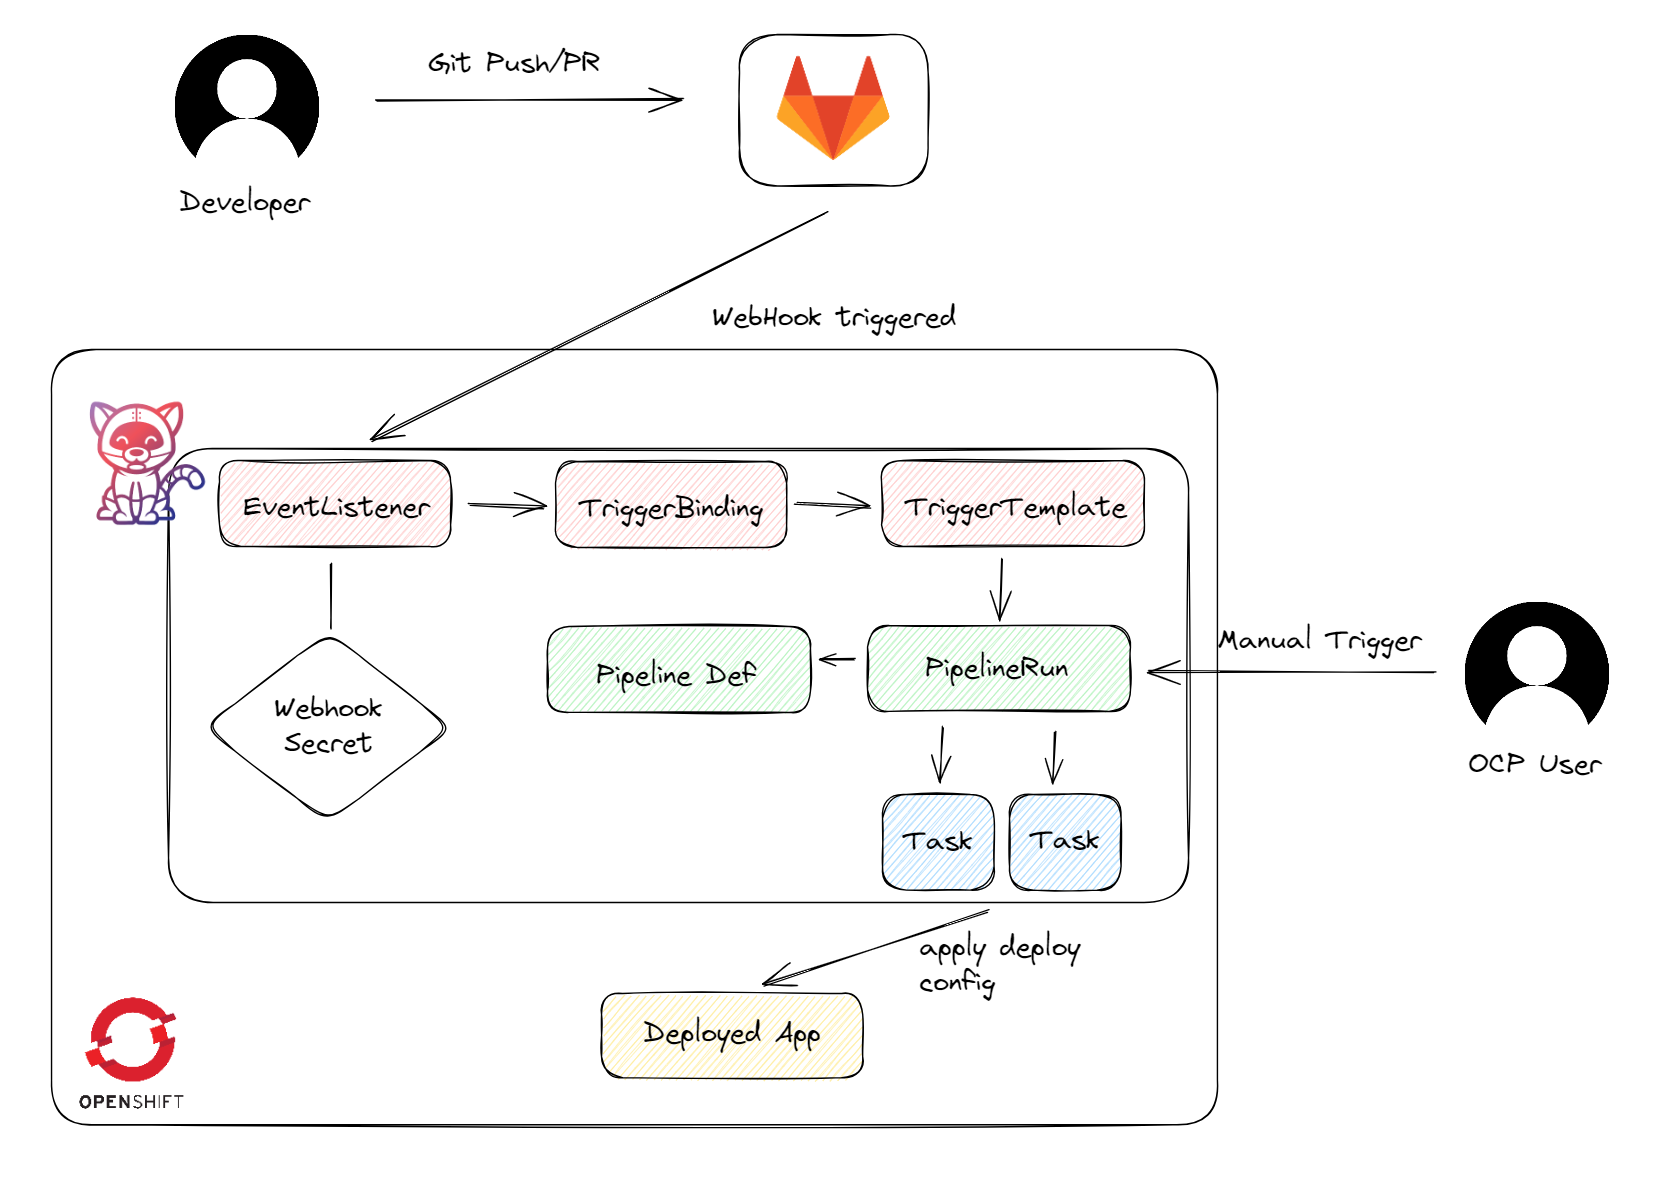 Git Push/PR
Developer
WebHook triggered
EventListener
TriggerBinding
TriggerTemplate
Pipeline Def
PipelineRun
Manual Trigger
Webhook
Secret
OCP User
Task
Task
apply deploy
config
Deployed App
OPENSHIFT